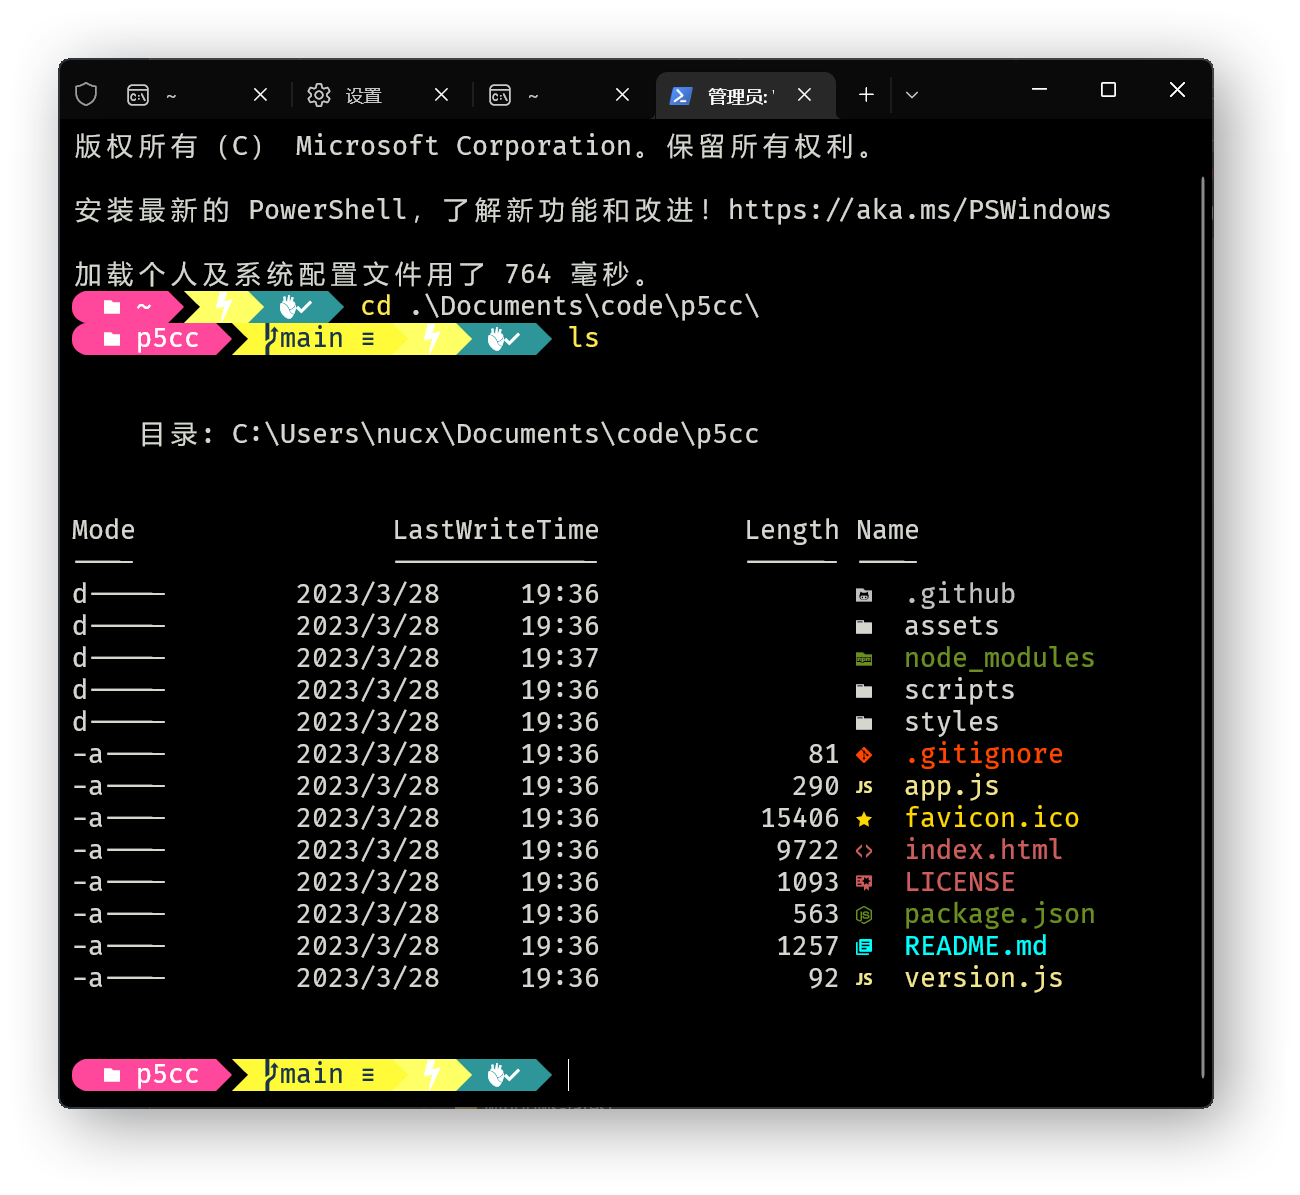 ~ 设置 ~ 管理员:
版权所有 (C) Microsoft Corporation。保留所有权利。
安装最新的 PowerShell，了解新功能和改进！https://aka.ms/PSWindows
加载个人及系统配置文件用了 764 毫秒。
~ cd .\Documents\code\p5cc\
p5cc main ≡ ls
目录: C:\Users\nucx\Documents\code\p5cc
Mode LastWriteTime Length Name
---- ------------- ------ ----
d----- 2023/3/28 19:36 .github
d----- 2023/3/28 19:36 assets
d----- 2023/3/28 19:37 node_modules
d----- 2023/3/28 19:36 scripts
d----- 2023/3/28 19:36 styles
-a---- 2023/3/28 19:36 81 .gitignore
-a---- 2023/3/28 19:36 290 JS app.js
-a---- 2023/3/28 19:36 15406 favicon.ico
-a---- 2023/3/28 19:36 9722 index.html
-a---- 2023/3/28 19:36 1093 LICENSE
-a---- 2023/3/28 19:36 563 package.json
-a---- 2023/3/28 19:36 1257 README.md
-a---- 2023/3/28 19:36 92 JS version.js
p5cc main ≡